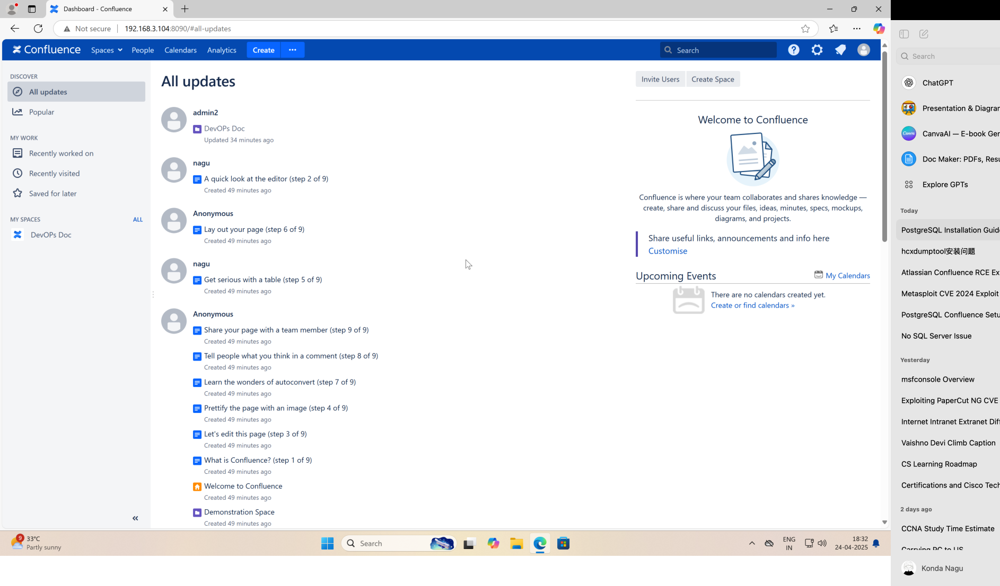 Dashboard - Confluence
Not secure
192.168.3.104:8090/#all-updates
Confluence
Spaces
People
Calendars
Analytics
Create
Search
DISCOVER
All updates
Popular
MY WORK
Recently worked on
Recently visited
Saved for later
MY SPACES
ALL
DevOPs Doc
All updates
admin2
DevOPs Doc
Updated 34 minutes ago
nagu
A quick look at the editor (step 2 of 9)
Created 49 minutes ago
Anonymous
Lay out your page (step 6 of 9)
Created 49 minutes ago
nagu
Get serious with a table (step 5 of 9)
Created 49 minutes ago
Anonymous
Share your page with a team member (step 9 of 9)
Created 49 minutes ago
Tell people what you think in a comment (step 8 of 9)
Created 49 minutes ago
Learn the wonders of autoconvert (step 7 of 9)
Created 49 minutes ago
Prettify the page with an image (step 4 of 9)
Created 49 minutes ago
Let's edit this page (step 3 of 9)
Created 49 minutes ago
What is Confluence? (step 1 of 9)
Created 49 minutes ago
Welcome to Confluence
Created 49 minutes ago
Demonstration Space
Created 49 minutes ago
Invite Users
Create Space
Welcome to Confluence
Confluence is where your team collaborates and shares knowledge —
create, share and discuss your files, ideas, minutes, specs, mockups,
diagrams, and projects.
Share useful links, announcements and info here
Customise
Upcoming Events
My Calendars
There are no calendars created yet.
Create or find calendars »
9
33°C
Partly sunny
Search
ENG
IN
18:32
24-04-2025
Search
ChatGPT
Presentation & Diagrar
Canva
CanvaAI — E-book Ger
Doc Maker: PDFs, Resu
Explore GPTs
Today
PostgreSQL Installation Guide
hcxdumptool安装问题
Atlassian Confluence RCE Ex
Metasploit CVE 2024 Exploit
PostgreSQL Confluence Setu
No SQL Server Issue
Yesterday
msfconsole Overview
Exploiting PaperCut NG CVE
Internet Intranet Extranet Diff
Vaishno Devi Climb Caption
CS Learning Roadmap
Certifications and Cisco Tech
2 days ago
CCNA Study Time Estimate
Carrying PC to US
Konda Nagu